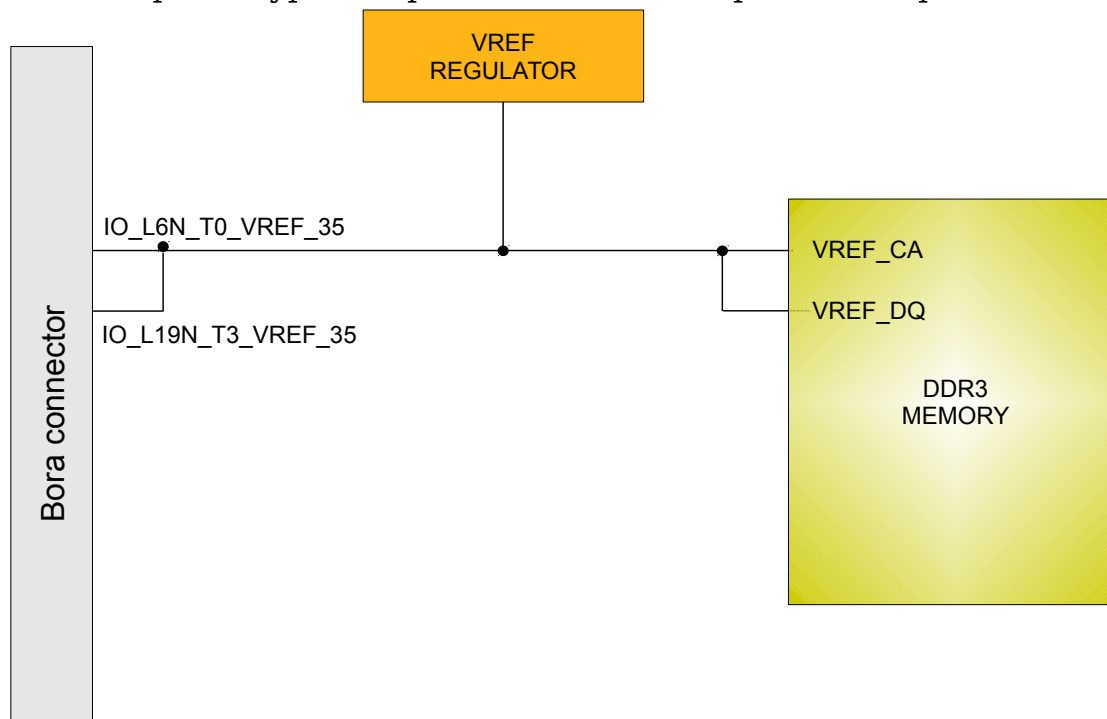 VREF
REGULATOR
IO_L6N_T0_VREF_35
VREF_CA
IO_L19N_T3_VREF_35
VREF_DQ
DDR3
MEMORY
Bora connector